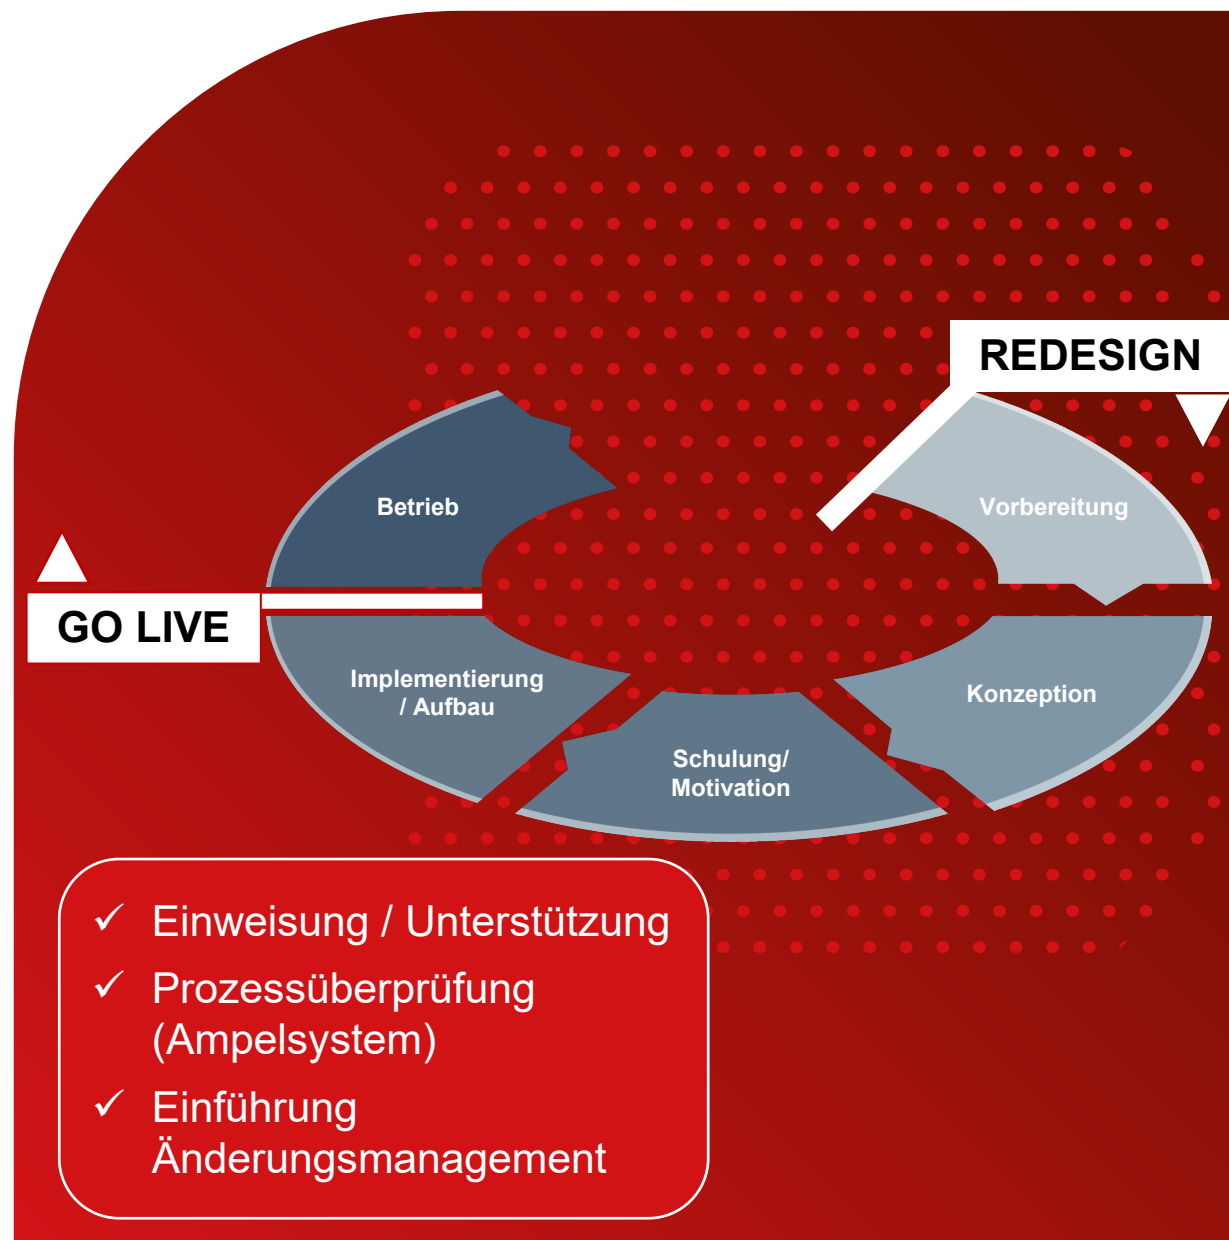 REDESIGN
Betrieb
Vorbereitung
GO LIVE
Implementierung
/ Aufbau
Konzeption
Schulung/
Motivation
Einweisung / Unterstützung
Prozessüberprüfung
(Ampelsystem)
Einführung
Änderungsmanagement